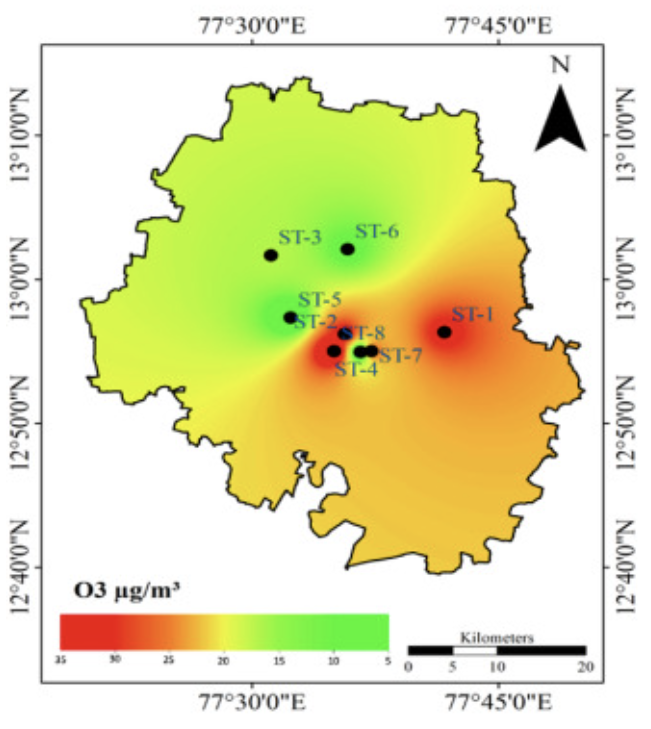 77°30'0"E 77°45'0"E
N
13°10'0"N 13°10'0"N
ST-3 ST-6
13°0'0"N 13°0'0"N
ST-5
ST-2 ST-8 ST-1
ST-7
ST-4
12°50'0"N 12°50'0"N
12°40'0"N 12°40'0"N
O3 µg/m³
35 30 25 20 15 10 5
Kilometers
0 5 10 20
77°30'0"E 77°45'0"E